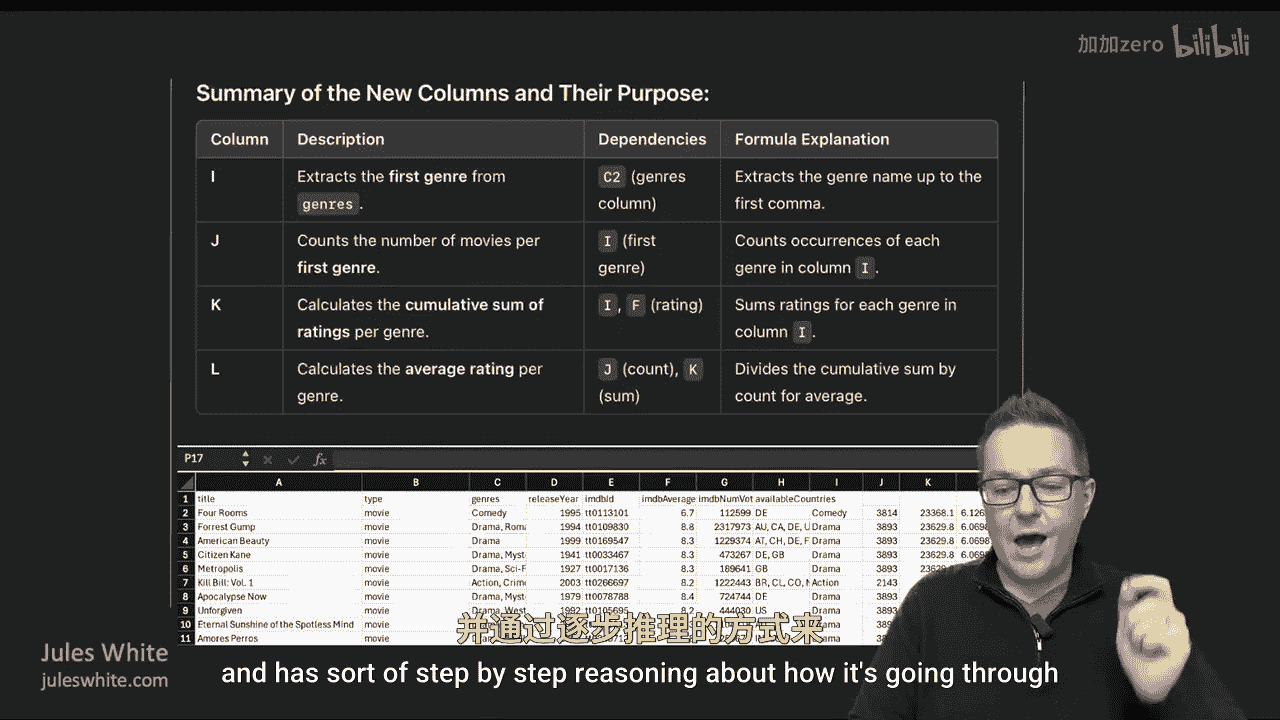 加加zero bilibili
Summary of the New Columns and Their Purpose:
Column Description Dependencies Formula Explanation
I Extracts the first genre from C2 (genres Extracts the genre name up to the
genres . column) first comma.
J Counts the number of movies per I (first Counts occurrences of each
first genre. genre) genre in column I .
K Calculates the cumulative sum of I , F (rating) Sums ratings for each genre in
ratings per genre. column I .
L Calculates the average rating per J (count), K Divides the cumulative sum by
genre. (sum) count for average.
P17 fx
A B C D E F G H I J K
1 title type genres releaseYear imdbId imdbAverage imdbNumVot availableCountries
2 Four Rooms movie Comedy 1995 tt0113101 6.7 112599 DE Comedy 3814 23368.1 6.126
3 Forrest Gump movie Drama, Roma 1994 tt0109830 8.8 2317973 AU, CA, DE, U Drama 3893 23629.8 6.0698
4 American Beauty movie Drama 1999 tt0169547 8.3 1229374 AT, CH, DE, F Drama 3893 23629.8 6.0698
5 Citizen Kane movie Drama, Myst 1941 tt0033467 8.3 473267 DE, GB Drama 3893 23629.8 6.0698
6 Metropolis movie Drama, Sci-F 1927 tt0017136 8.3 189641 GB Drama 3893 23629.8 6.069
7 Kill Bill: Vol. 1 movie Action, Crime 2003 tt0266697 8.2 1222443 BR, CL, CO, Action 2143
8 Apocalypse Now movie Drama, Myst 1979 tt0078788 8.4 724744 DE Drama 3893
9 Unforgiven movie Drama, West 1992 tt0105695 8.2 444030 US Drama 3893
10 Eternal Sunshine of the Spotless Mind movie Drama 389
11 Amores Perros movie Drama 389
并通过逐步推理的方式来
Jules White
juleswhite.com
and has sort of step by step reasoning about how it's going through